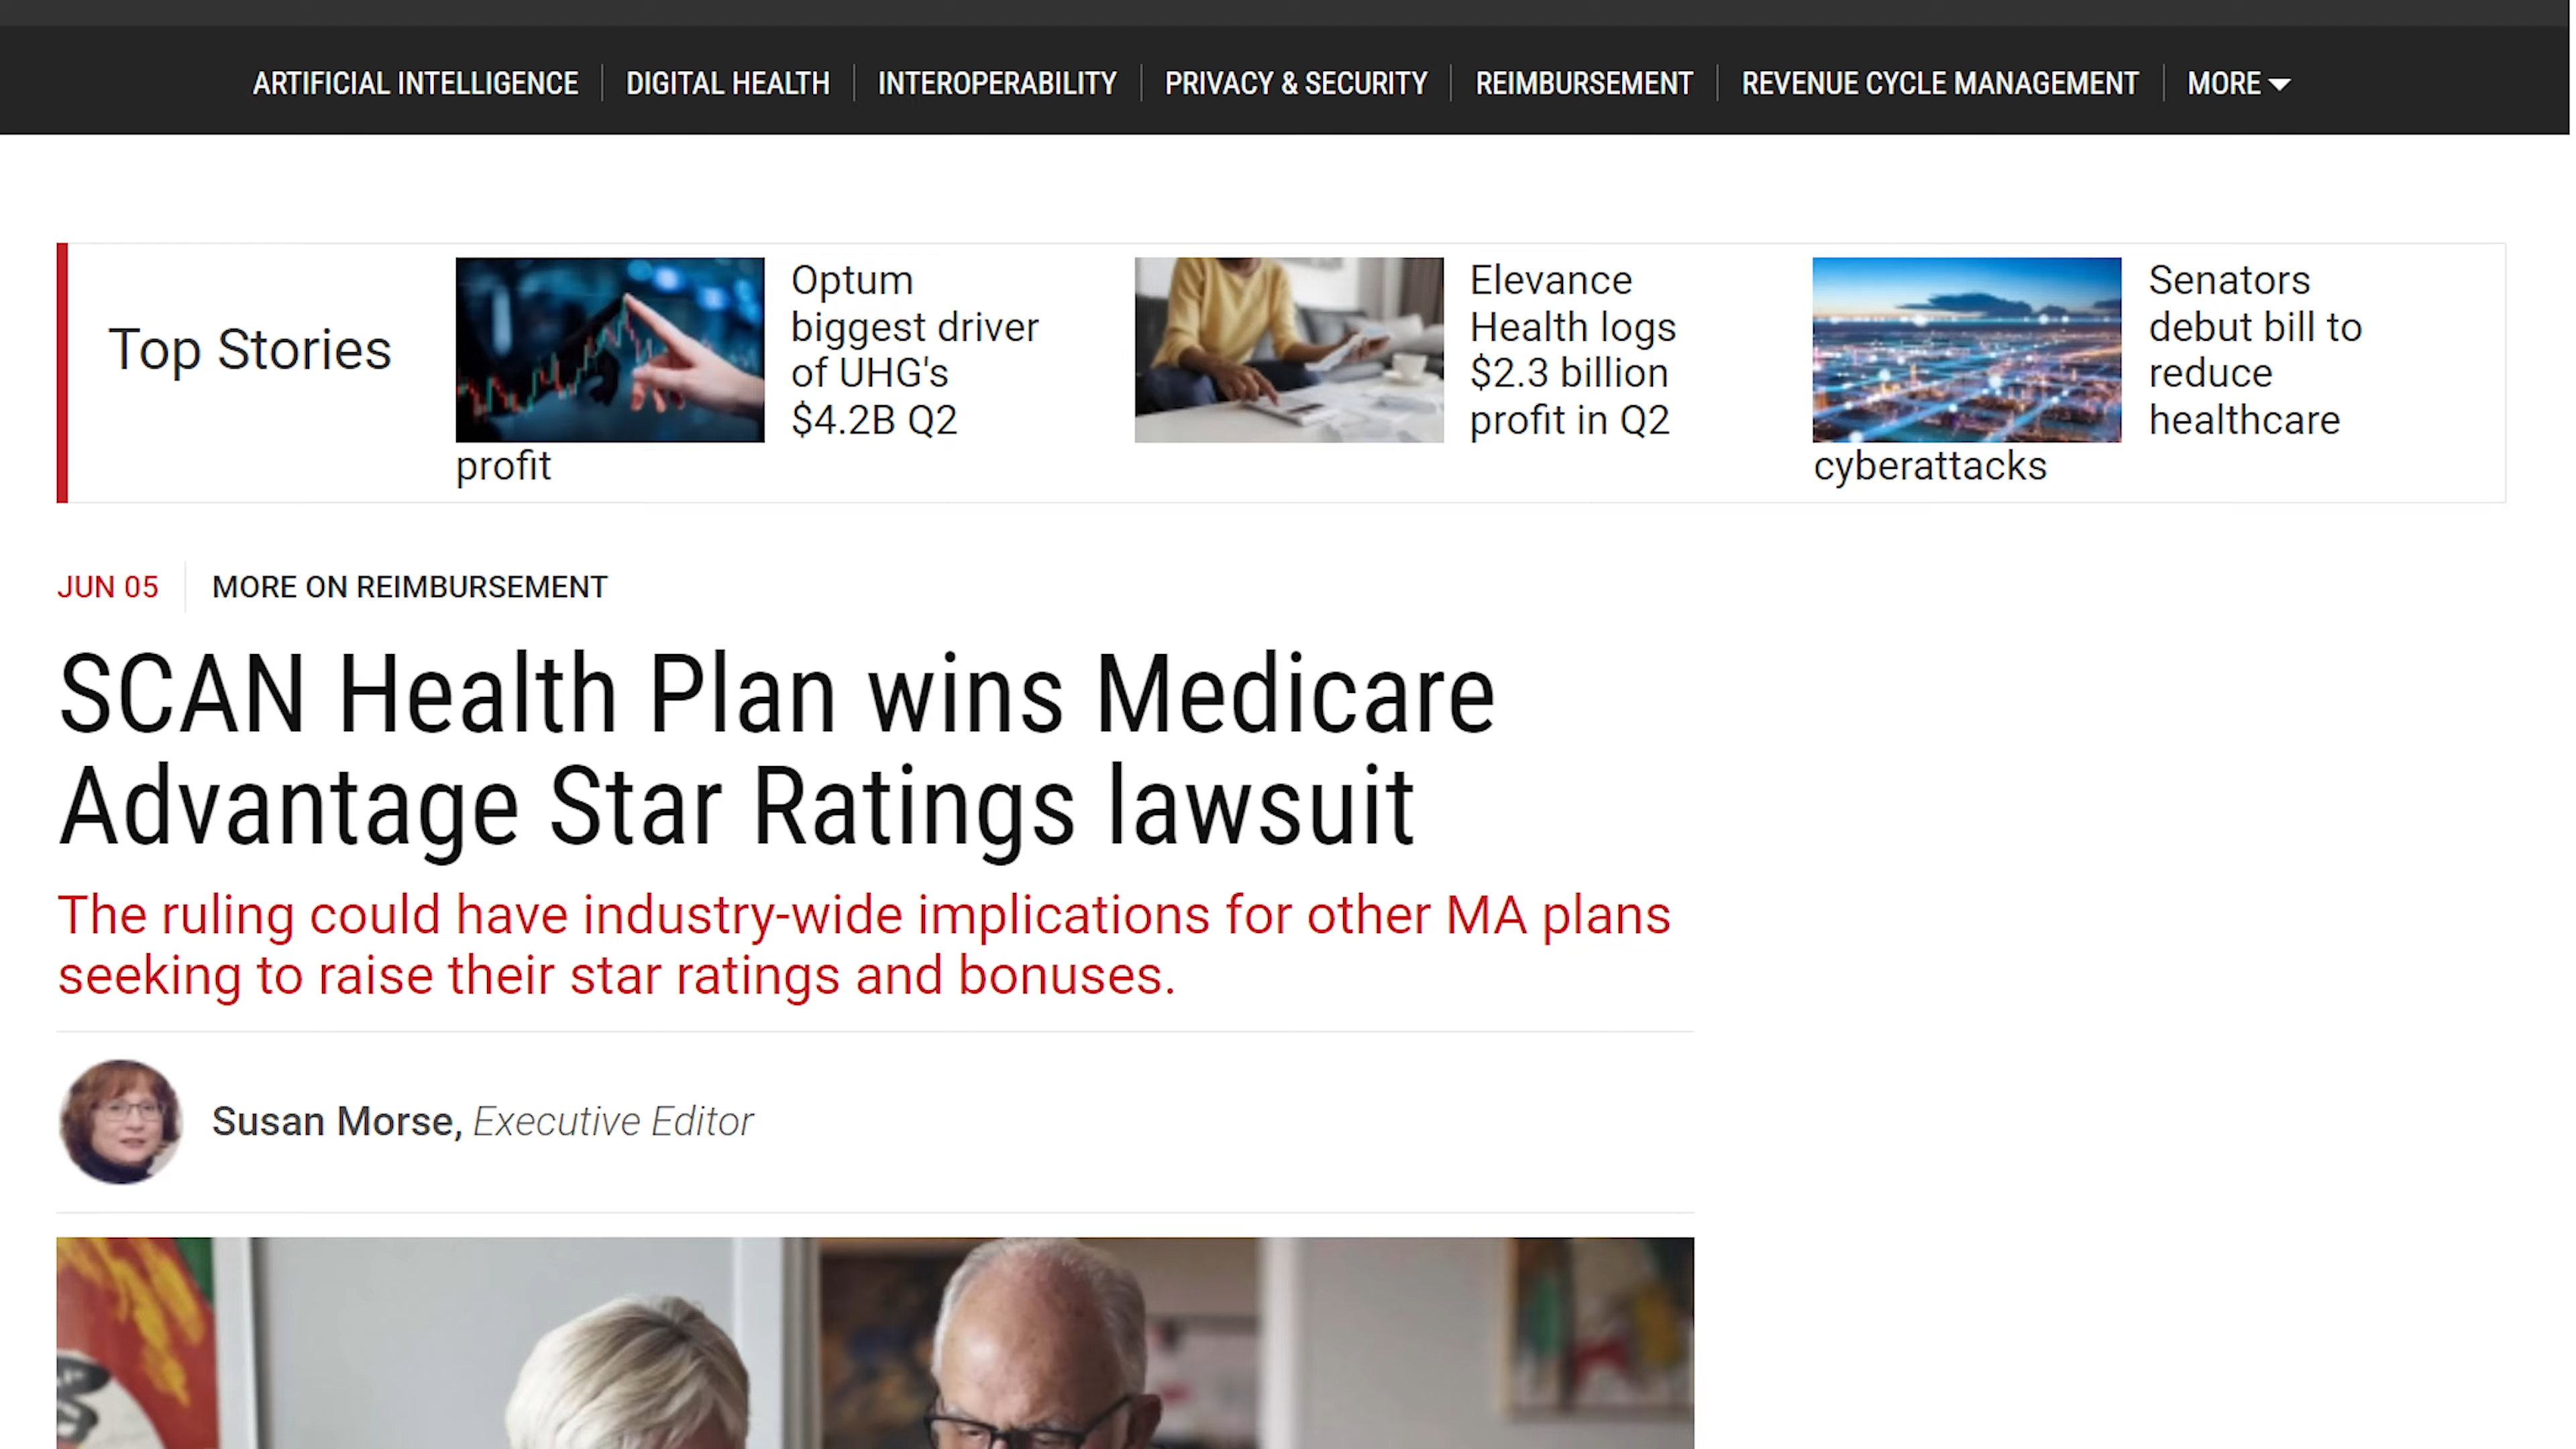 ARTIFICIAL INTELLIGENCE DIGITAL HEALTH INTEROPERABILITY PRIVACY & SECURITY REIMBURSEMENT REVENUE CYCLE MANAGEMENT MORE
Top Stories
Optum
biggest driver
of UHG's
$4.2B Q2
profit
Elevance
Health logs
$2.3 billion
profit in Q2
Senators
debut bill to
reduce
healthcare
cyberattacks
JUN 05 MORE ON REIMBURSEMENT
SCAN Health Plan wins Medicare
Advantage Star Ratings lawsuit
The ruling could have industry-wide implications for other MA plans
seeking to raise their star ratings and bonuses.
Susan Morse, Executive Editor